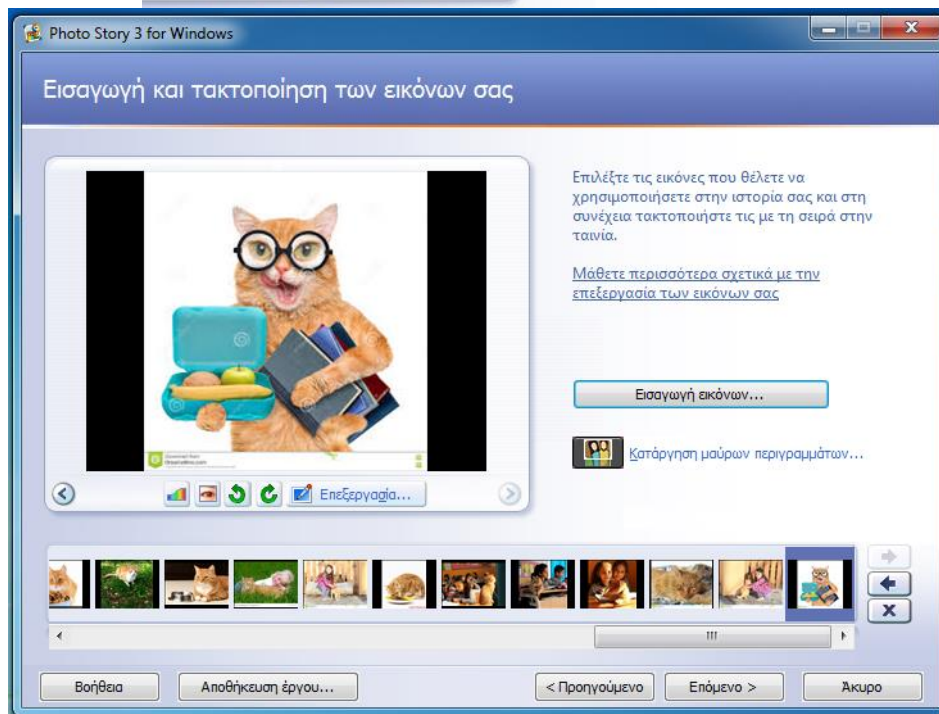 Photo Story 3 for Windows
Εισαγωγή και τακτοποίηση των εικόνων σας
Επιλέξτε τις εικόνες που θέλετε να
χρησιμοποιήσετε στην ιστορία σας και στη
συνέχεια τακτοποιήστε τις με τη σειρά στην
ταινία.
Μάθετε περισσότερα σχετικά με την
επεξεργασία των εικόνων σας
Εισαγωγή εικόνων...
Κατάργηση μαύρων περιγραμμάτων...
Επεξεργασία...
Βοήθεια
Αποθήκευση έργου...
< Προηγούμενο
Επόμενο >
Άκυρο